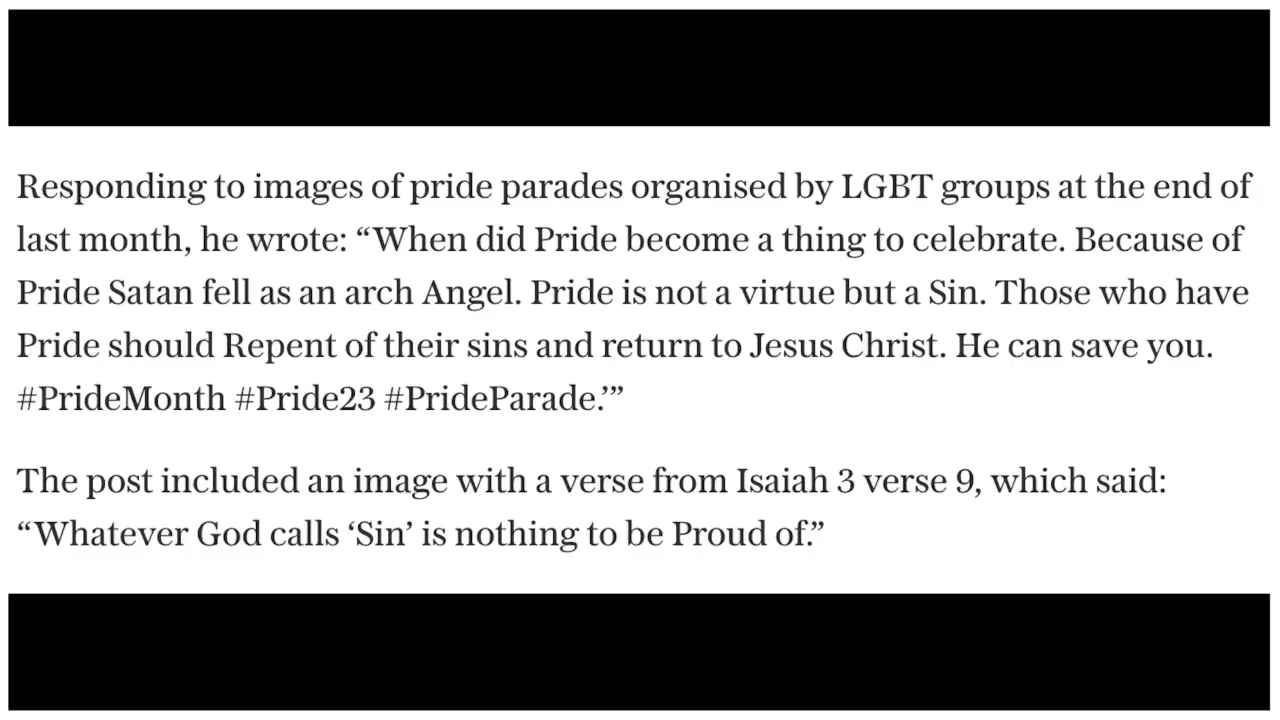 Responding to images of pride parades organised by LGBT groups at the end of
last month, he wrote: “When did Pride become a thing to celebrate. Because of
Pride Satan fell as an arch Angel. Pride is not a virtue but a Sin. Those who have
Pride should Repent of their sins and return to Jesus Christ. He can save you.
#PrideMonth #Pride23 #PrideParade.’”
The post included an image with a verse from Isaiah 3 verse 9, which said:
“Whatever God calls ‘Sin’ is nothing to be Proud of.”